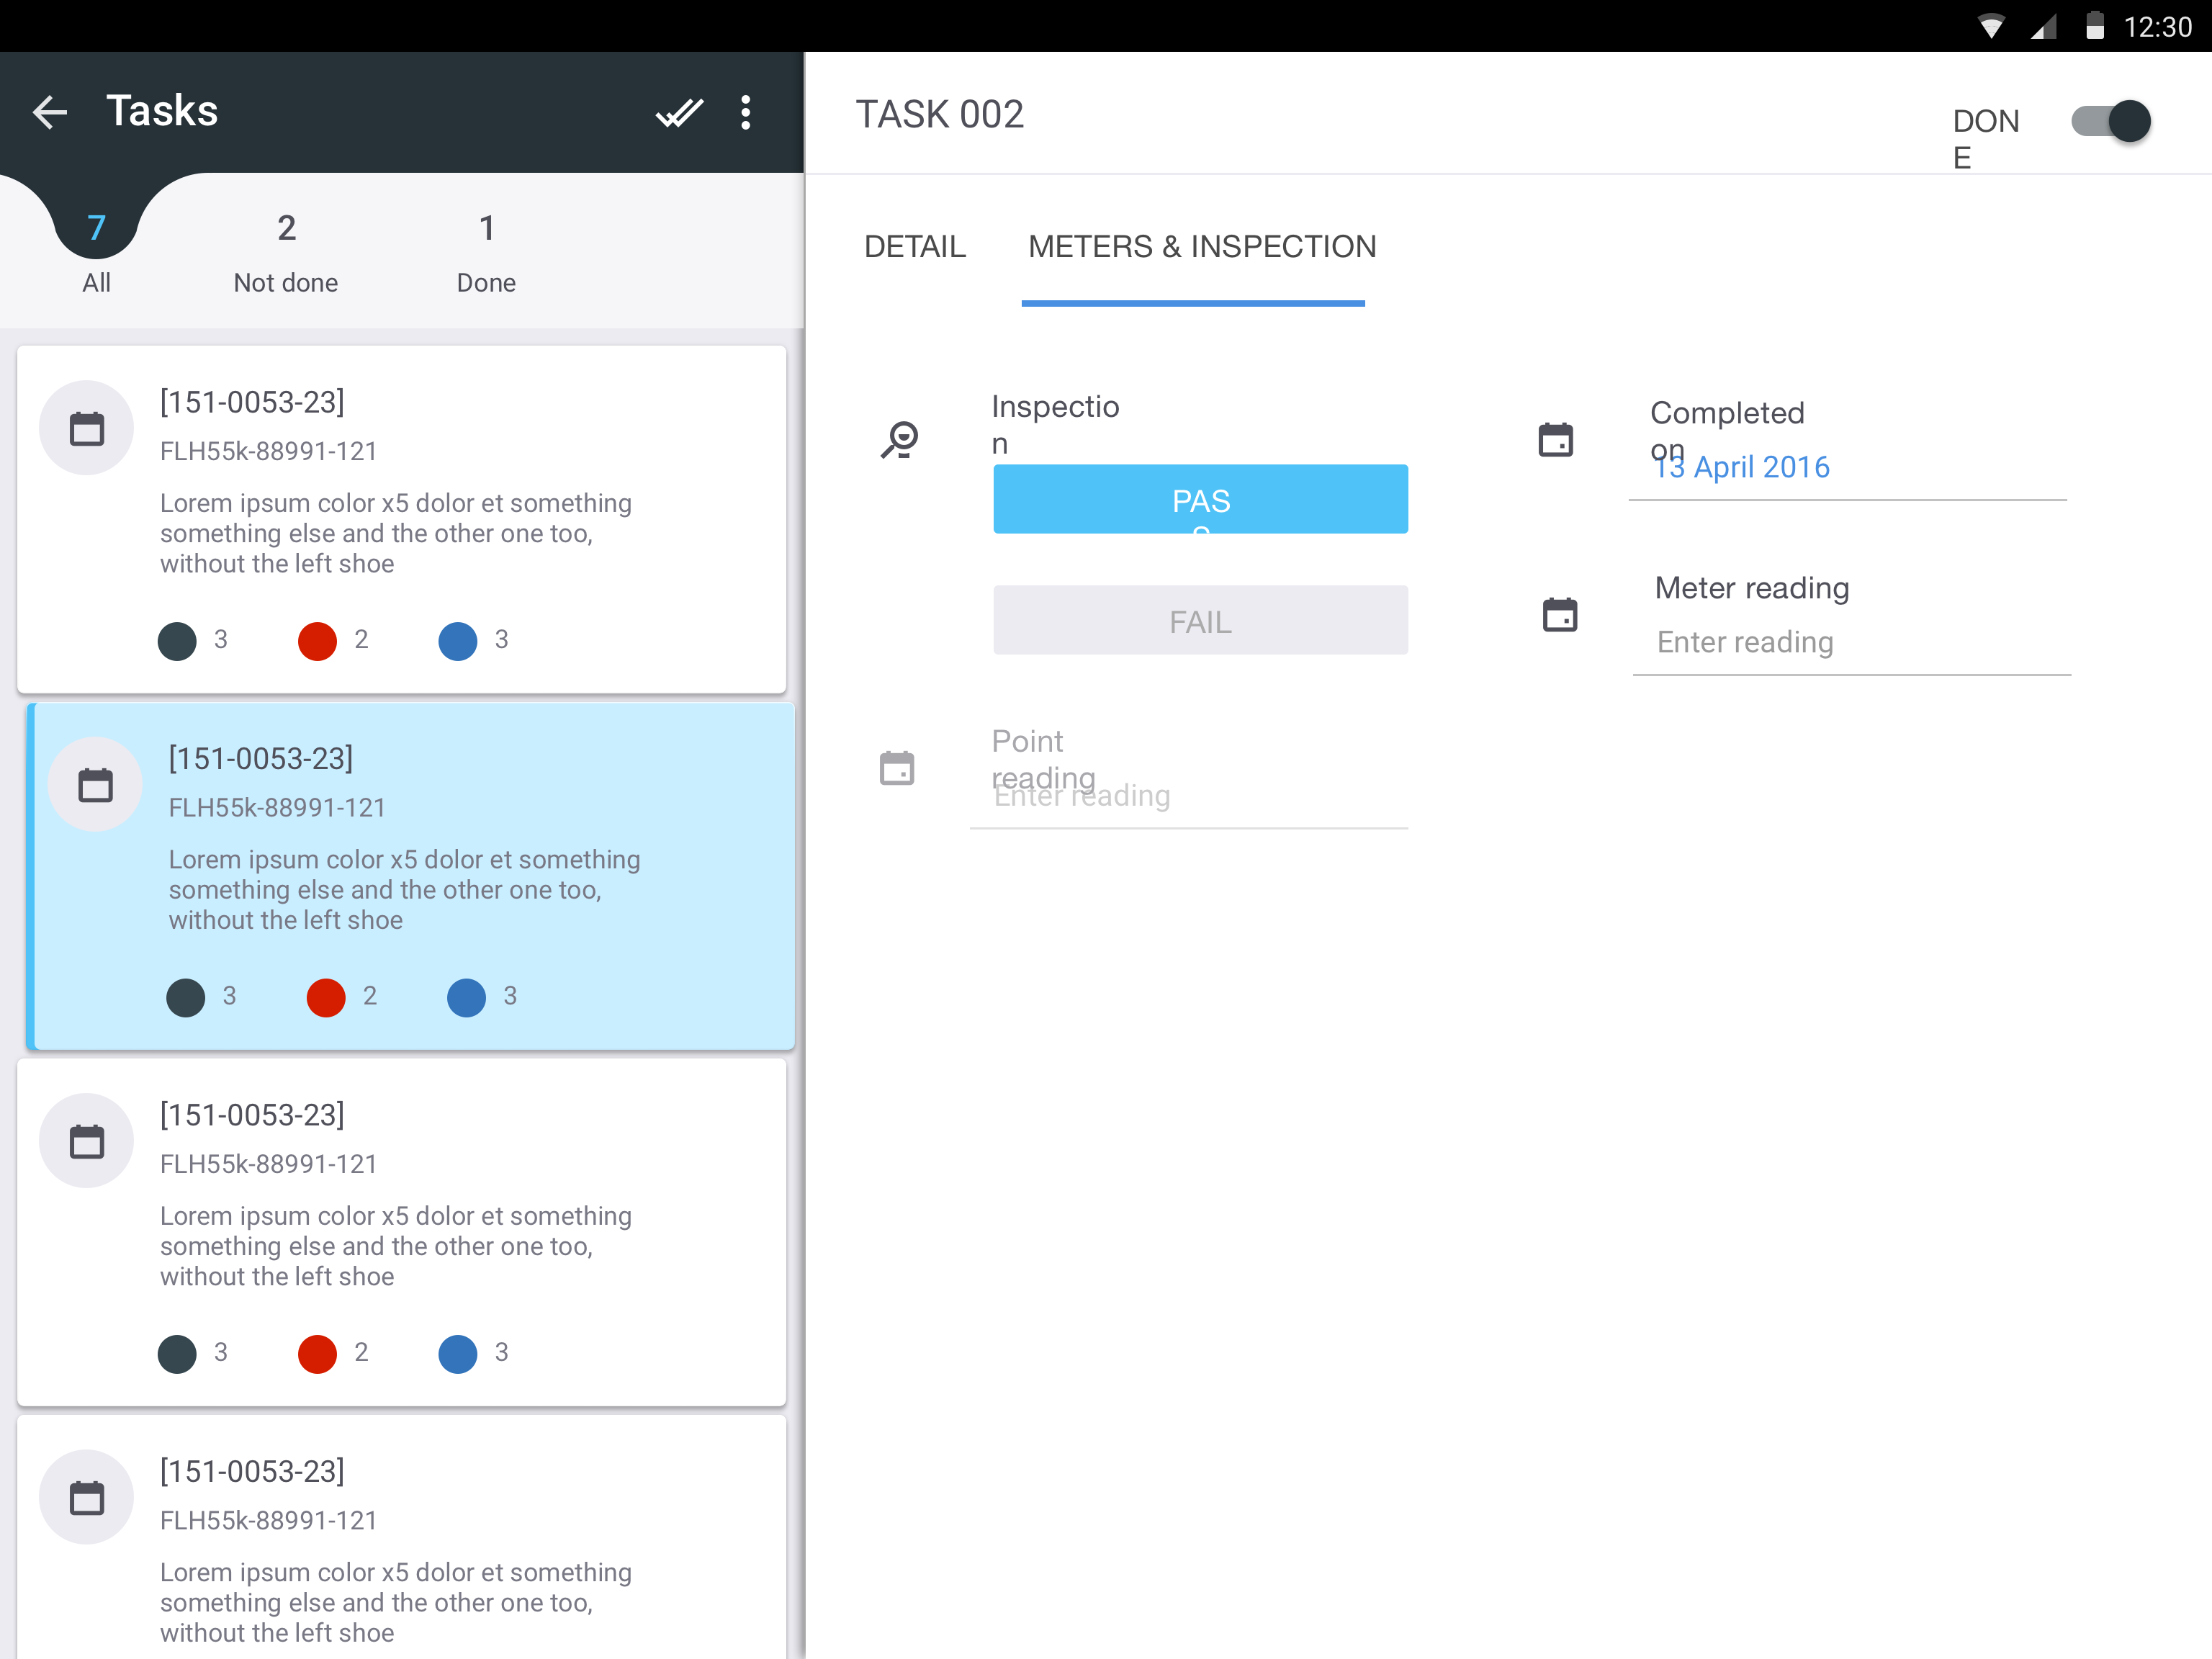 12:30
Tasks
7
All
2
Not done
1
Done
[151-0053-23]
FLH55k-88991-121
Lorem ipsum color x5 dolor et something
something else and the other one too,
without the left shoe
3
2
3
[151-0053-23]
FLH55k-88991-121
Lorem ipsum color x5 dolor et something
something else and the other one too,
without the left shoe
3
2
3
[151-0053-23]
FLH55k-88991-121
Lorem ipsum color x5 dolor et something
something else and the other one too,
without the left shoe
3
2
3
[151-0053-23]
FLH55k-88991-121
Lorem ipsum color x5 dolor et something
something else and the other one too,
without the left shoe
TASK 002
DON
E
DETAIL
METERS & INSPECTION
Inspectio
n
PAS
S
FAIL
Point
reading
Enter reading
Completed
on
13 April 2016
Meter reading
Enter reading